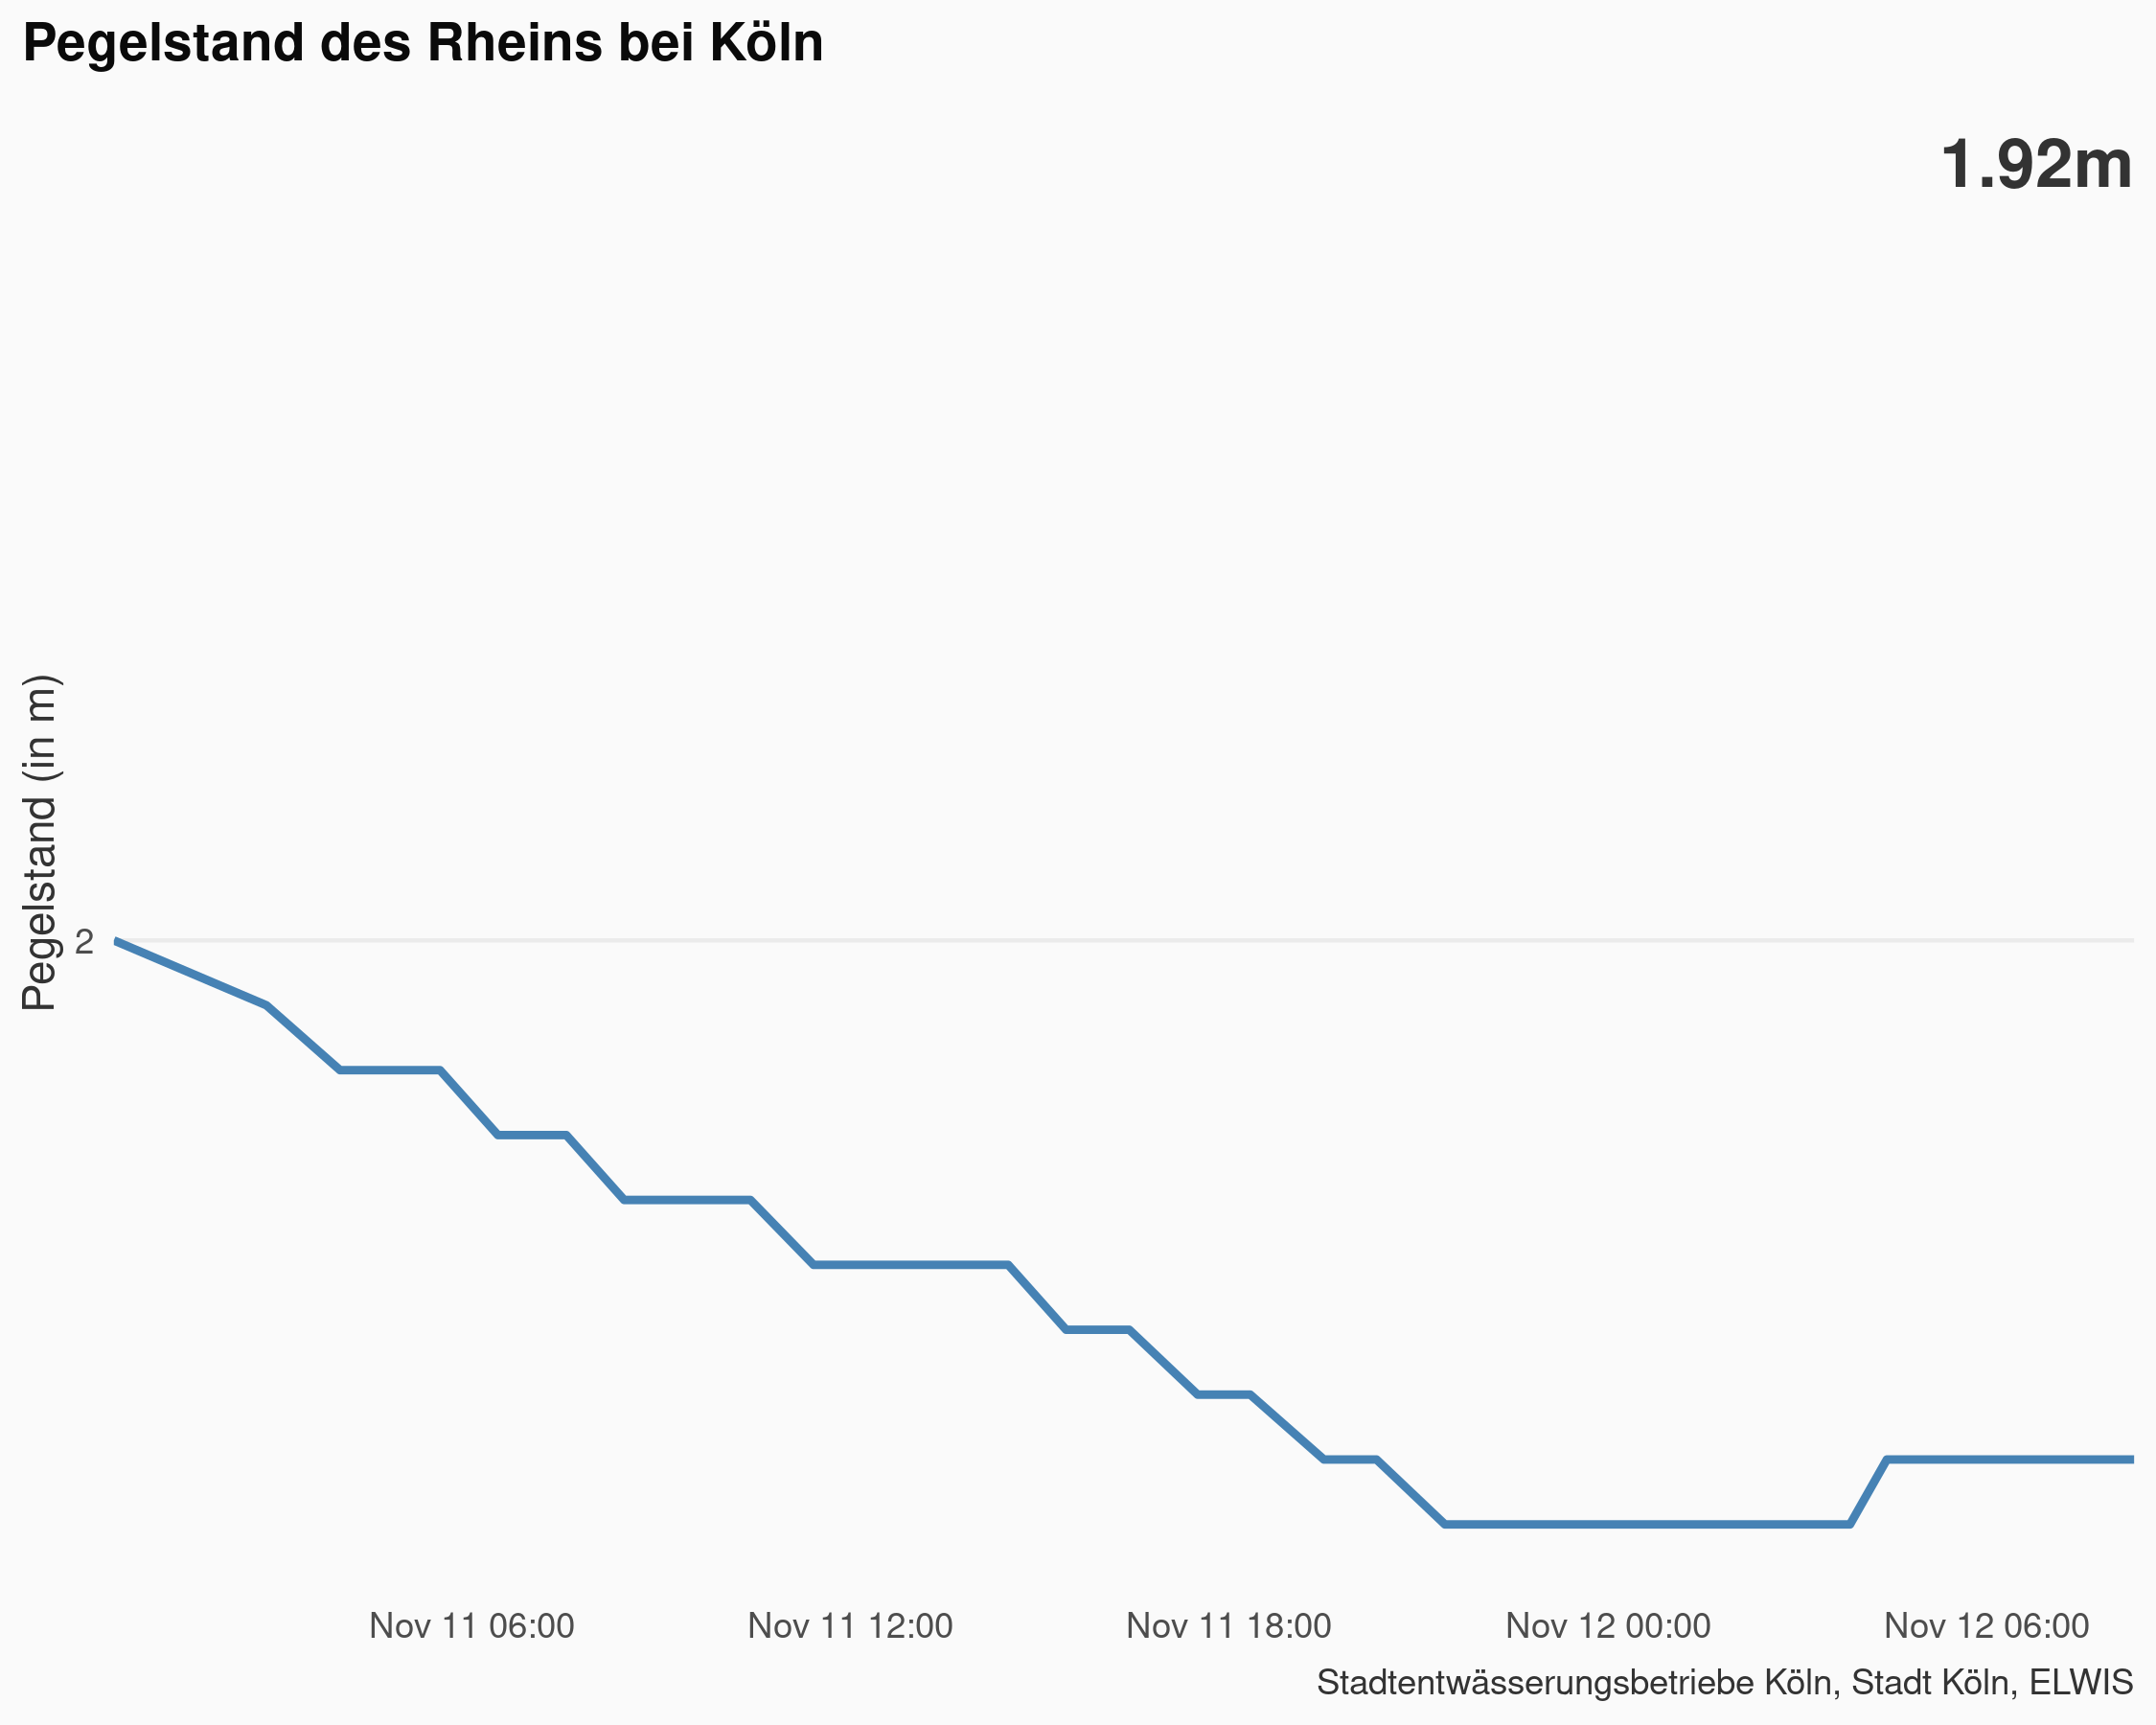 Pegelstand des Rheins bei Köln
1.92m
Pegelstand (in m)
2
Nov 11 06:00 Nov 11 12:00 Nov 11 18:00 Nov 12 00:00 Nov 12 06:00
Stadtentwässerungsbetriebe Köln, Stadt Köln, ELWIS